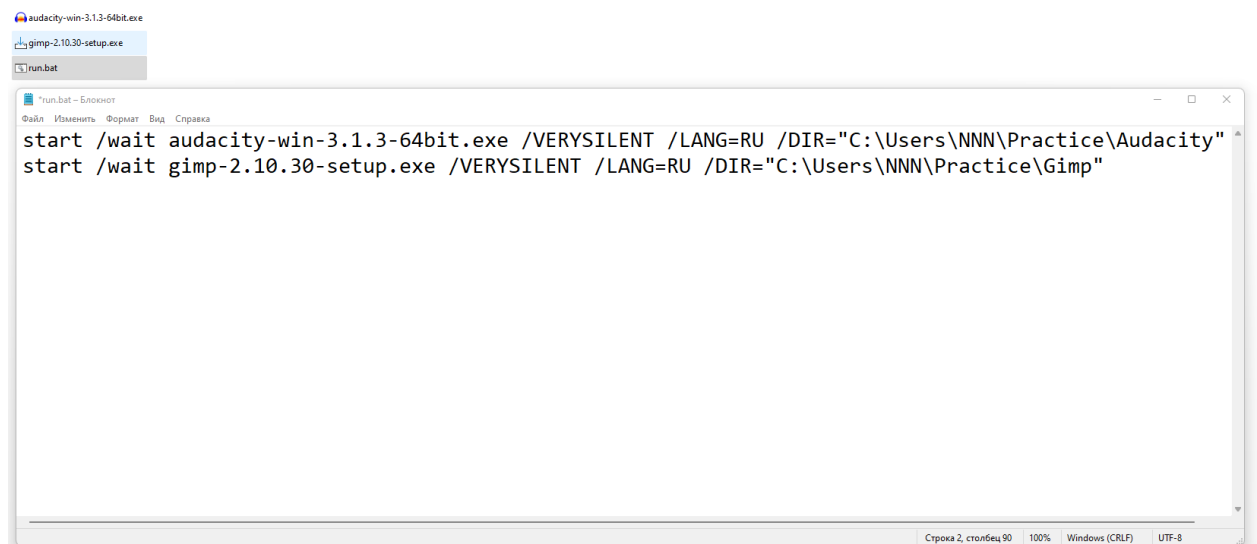 audacity-win-3.1.3-64bit.exe
gimp-2.10.30-setup.exe
run.bat
*run.bat – Блокнот
Файл Изменить Формат Вид Справка
start /wait audacity-win-3.1.3-64bit.exe /VERYSILENT /LANG=RU /DIR="C:\Users\NNN\Practice\Audacity"
start /wait gimp-2.10.30-setup.exe /VERYSILENT /LANG=RU /DIR="C:\Users\NNN\Practice\Gimp"
Строка 2, столбец 90 100% Windows (CRLF) UTF-8